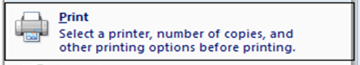 Print
Select a printer, number of copies, and
other printing options before printing.